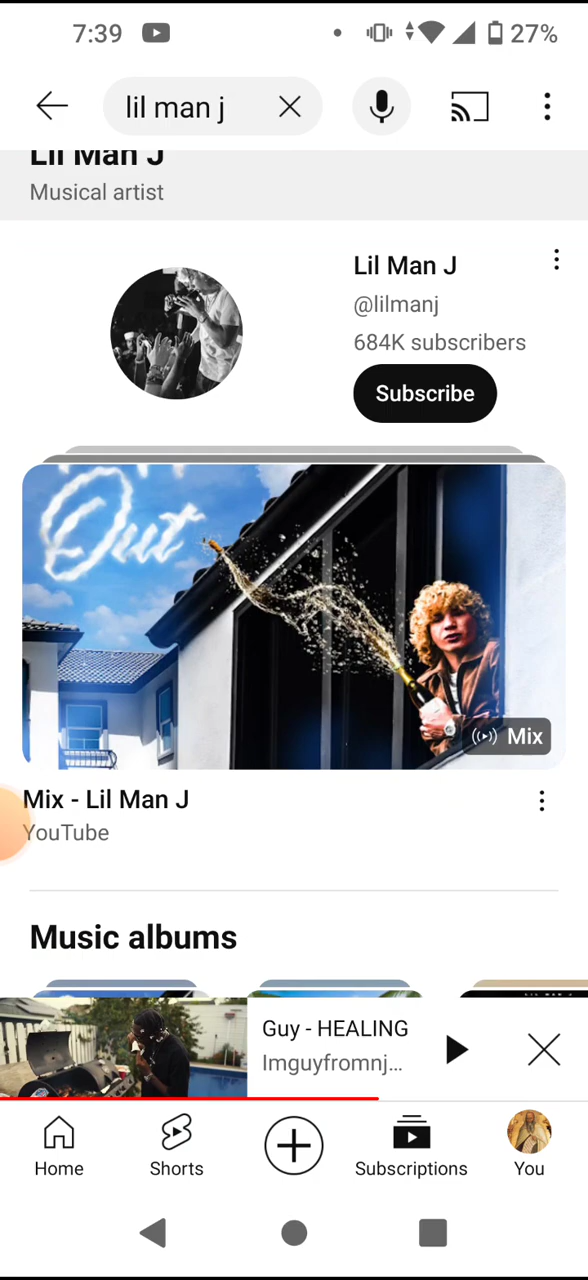 7:39
27%
lil man j
Lil Man J
Musical artist
Lil Man J
@lilmanj
684K subscribers
Subscribe
Out
Mix
Mix - Lil Man J
YouTube
Music albums
Guy - HEALING
Imguyfromnj...
Home
Shorts
Subscriptions
You